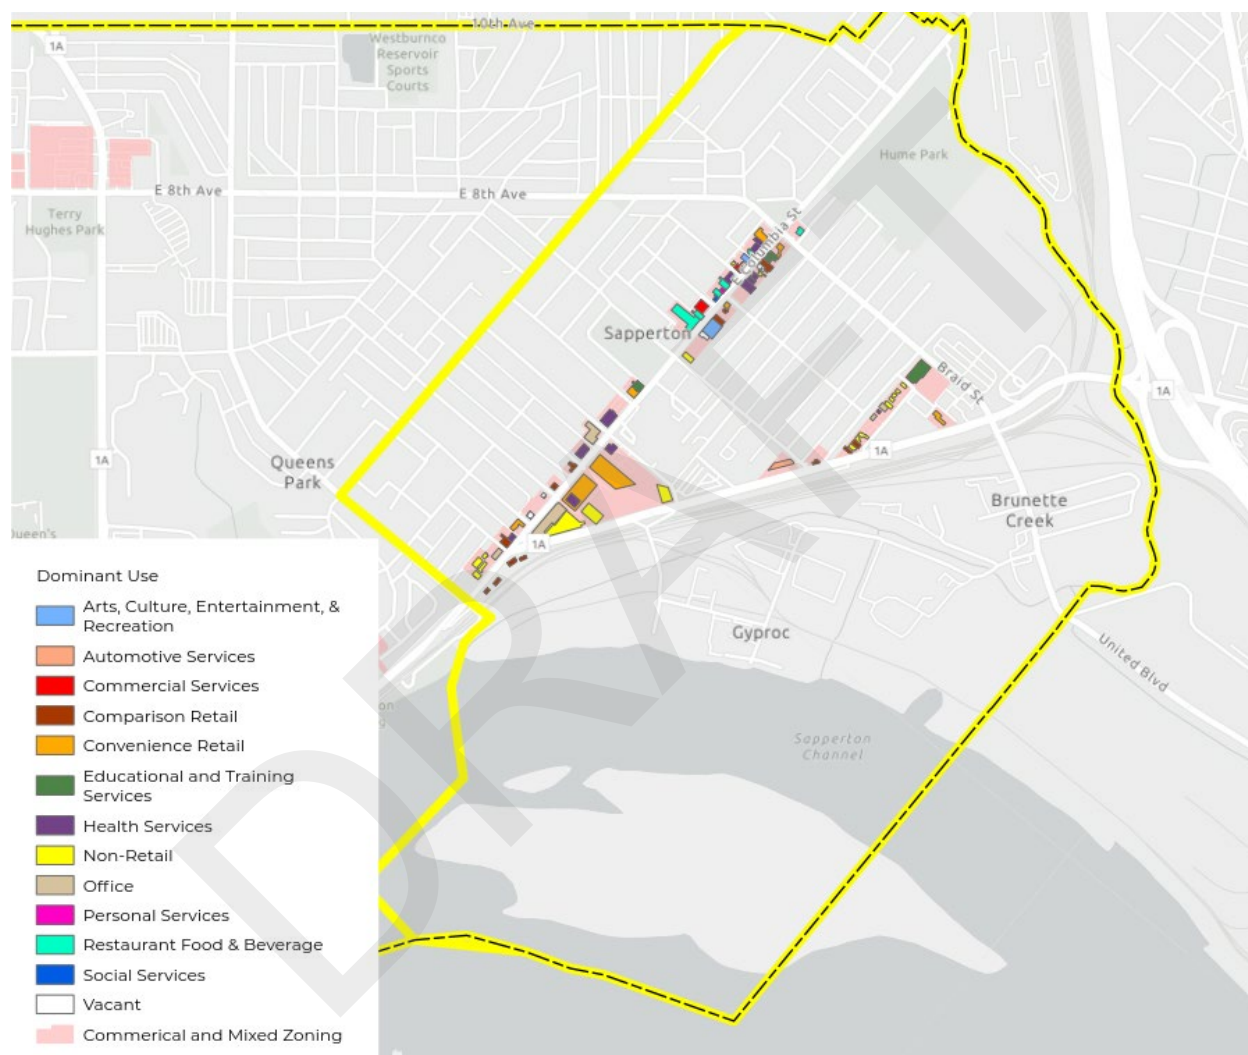 10th Ave
1A
Westburnco
Reservoir
Sports
Courts
Hume Park
E 8th Ave
E 8th Ave
Terry
Hughes Park
E Columbia St
Sapperton
Braid St
1A
1A
1A
Queens
Park
Brunette
Creek
Queen's
1A
Gyproc
United Blvd
Sapperton
Channel
DRAFT
Dominant Use
Arts, Culture, Entertainment, &
Recreation
Automotive Services
Commercial Services
Comparison Retail
Convenience Retail
Educational and Training
Services
Health Services
Non-Retail
Office
Personal Services
Restaurant Food & Beverage
Social Services
Vacant
Commerical and Mixed Zoning